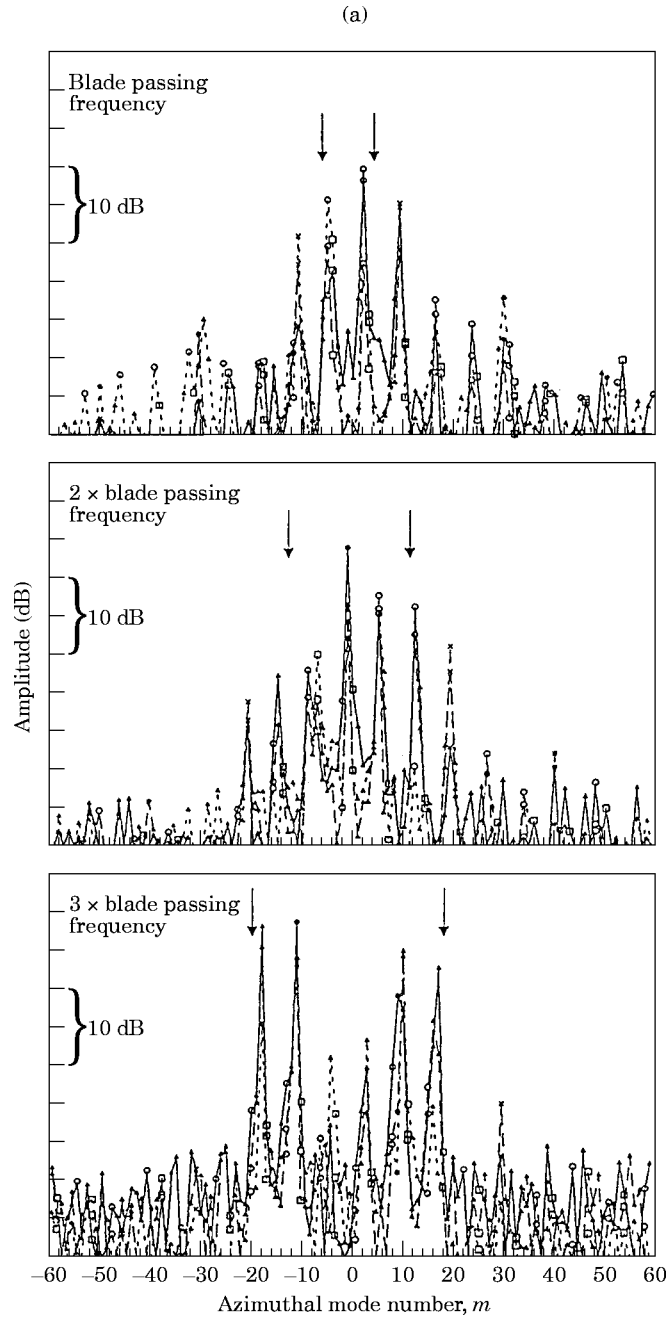 (a)
Blade passing
frequency
10 dB
2 × blade passing
frequency
10 dB
Amplitude (dB)
3 × blade passing
frequency
10 dB
–60 –50 –40 –30 –20 –10 0 10 20 30 40 50 60
Azimuthal mode number, m